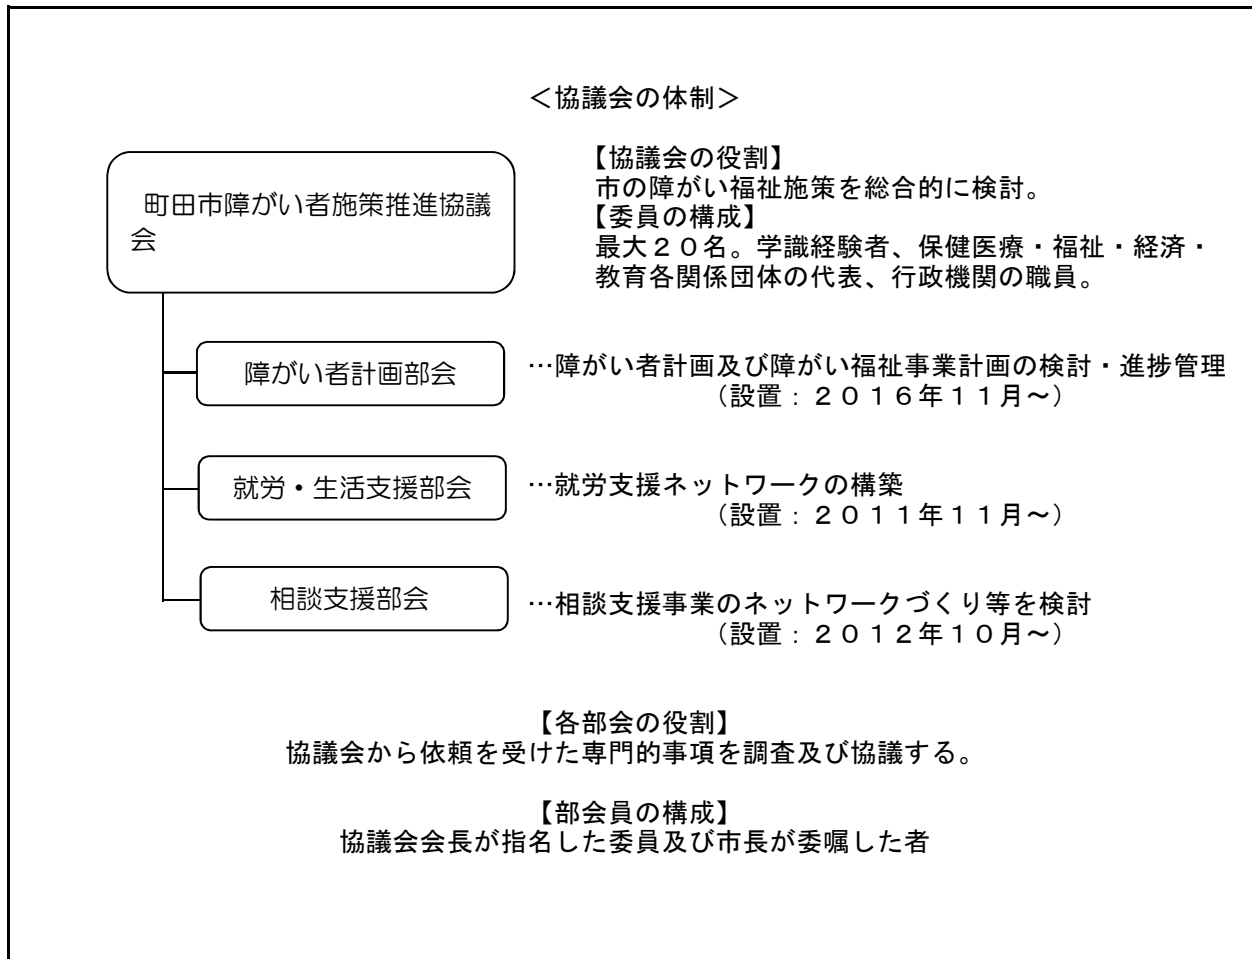 ＜協議会の体制＞
【協議会の役割】
市の障がい福祉施策を総合的に検討。
【委員の構成】
最大２０名。学識経験者、保健医療・福祉・経済・
教育各関係団体の代表、行政機関の職員。
町田市障がい者施策推進協議
会
障がい者計画部会
…障がい者計画及び障がい福祉事業計画の検討・進捗管理
（設置：２０１６年１１月～）
就労・生活支援部会
…就労支援ネットワークの構築
（設置：２０１１年１１月～）
相談支援部会
…相談支援事業のネットワークづくり等を検討
（設置：２０１２年１０月～）
【各部会の役割】
協議会から依頼を受けた専門的事項を調査及び協議する。
【部会員の構成】
協議会会長が指名した委員及び市長が委嘱した者